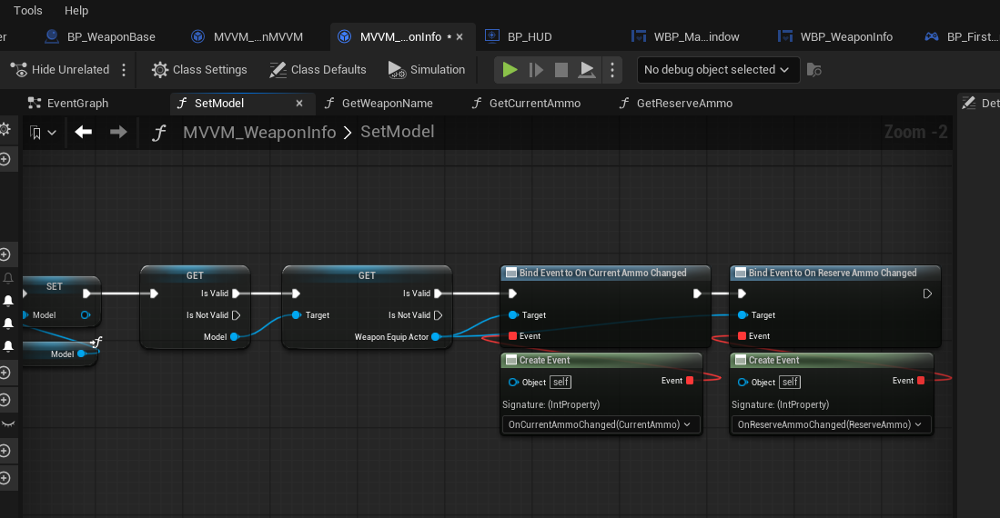 Tools Help
er BP_WeaponBase MVVM_...nMVVM MVVM_...onInfo * × BP_HUD WBP_Ma...indow WBP_WeaponInfo BP_First...
Hide Unrelated Class Settings Class Defaults Simulation No debug object selected
EventGraph SetModel × GetWeaponName GetCurrentAmmo GetReserveAmmo Det
MVVM_WeaponInfo > SetModel Zoom -2
SET
Model
Model
GET
Is Valid
Is Not Valid
Model
GET
Is Valid
Target Is Not Valid
Weapon Equip Actor
Bind Event to On Current Ammo Changed
Target
Event
Create Event
Object self Event
Signature: (IntProperty)
OnCurrentAmmoChanged(CurrentAmmo)
Bind Event to On Reserve Ammo Changed
Target
Event
Create Event
Object self Event
Signature: (IntProperty)
OnReserveAmmoChanged(ReserveAmmo)